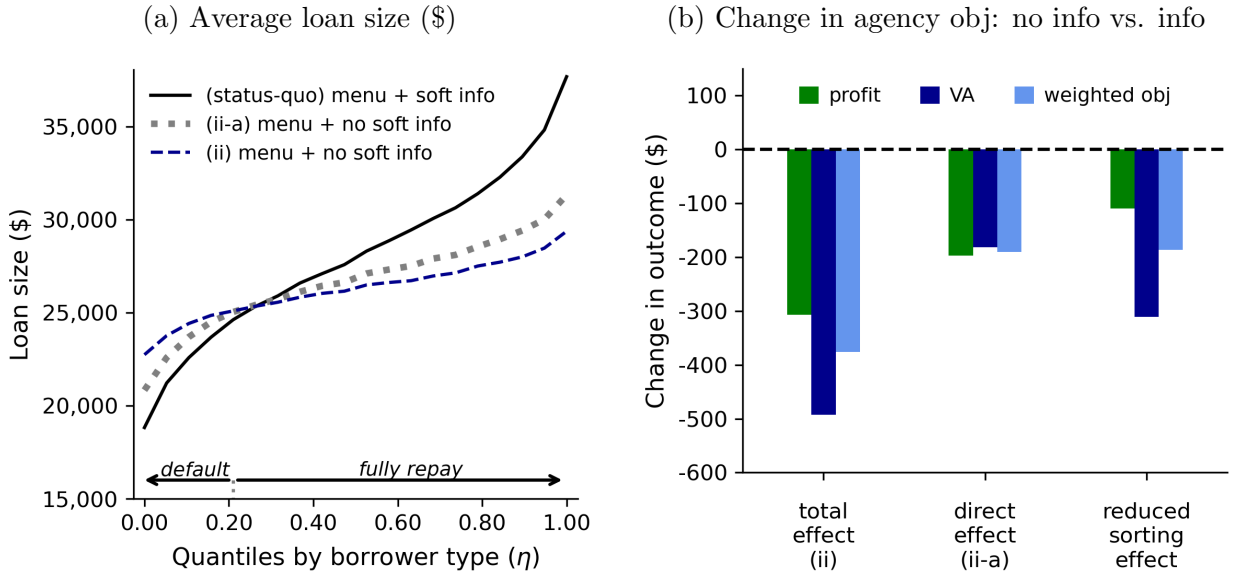 (a) Average loan size ($)
35,000
30,000
25,000
20,000
15,000
Loan size ($)
(status-quo) menu + soft info
(ii-a) menu + no soft info
(ii) menu + no soft info
default
fully repay
0.00 0.20 0.40 0.60 0.80 1.00
Quantiles by borrower type (η)
(b) Change in agency obj: no info vs. info
100
0
-100
-200
-300
-400
-500
-600
Change in outcome ($)
profit VA weighted obj
total
effect
(ii)
direct
effect
(ii-a)
reduced
sorting
effect